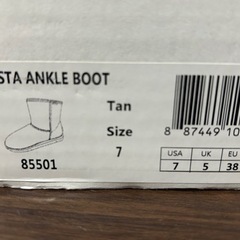 STA ANKLE BOOT
Tan
Size
7
85501
8 87449 10
USA UK EU
7 5 38